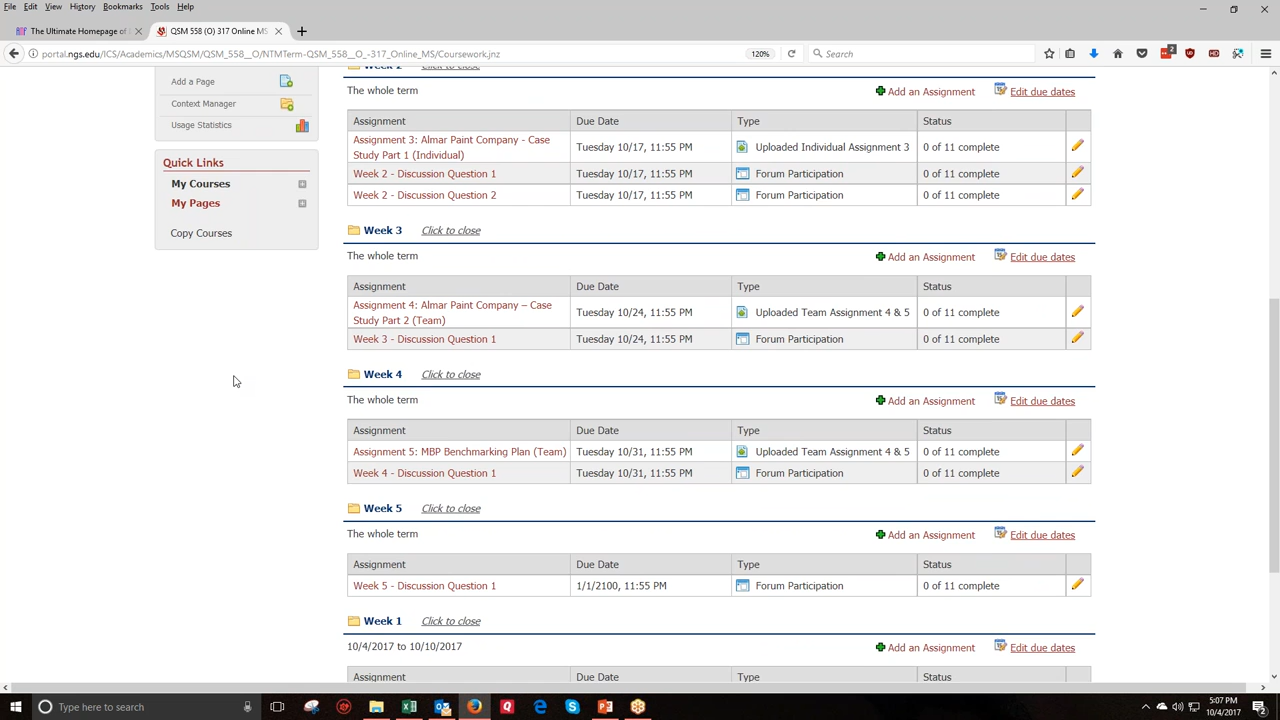 File Edit View History Bookmarks Tools Help
The Ultimate Homepage of
QSM 558 (O) 317 Online MS
portal.ngs.edu/ICS/Academics/MSQSM/QSM_558__O/NTMTerm-QSM_558__O_-317_Online_MS/Coursework.jnz
120%
Search
Add a Page
Context Manager
Usage Statistics
Quick Links
My Courses
My Pages
Copy Courses
Week 2 Click to close
The whole term
Add an Assignment Edit due dates
Assignment Due Date Type Status
Assignment 3: Almar Paint Company - Case Study Part 1 (Individual) Tuesday 10/17, 11:55 PM Uploaded Individual Assignment 3 0 of 11 complete
Week 2 - Discussion Question 1 Tuesday 10/17, 11:55 PM Forum Participation 0 of 11 complete
Week 2 - Discussion Question 2 Tuesday 10/17, 11:55 PM Forum Participation 0 of 11 complete
Week 3 Click to close
The whole term
Add an Assignment Edit due dates
Assignment Due Date Type Status
Assignment 4: Almar Paint Company – Case Study Part 2 (Team) Tuesday 10/24, 11:55 PM Uploaded Team Assignment 4 & 5 0 of 11 complete
Week 3 - Discussion Question 1 Tuesday 10/24, 11:55 PM Forum Participation 0 of 11 complete
Week 4 Click to close
The whole term
Add an Assignment Edit due dates
Assignment Due Date Type Status
Assignment 5: MBP Benchmarking Plan (Team) Tuesday 10/31, 11:55 PM Uploaded Team Assignment 4 & 5 0 of 11 complete
Week 4 - Discussion Question 1 Tuesday 10/31, 11:55 PM Forum Participation 0 of 11 complete
Week 5 Click to close
The whole term
Add an Assignment Edit due dates
Assignment Due Date Type Status
Week 5 - Discussion Question 1 1/1/2100, 11:55 PM Forum Participation 0 of 11 complete
Week 1 Click to close
10/4/2017 to 10/10/2017
Add an Assignment Edit due dates
Assignment Due Date Type Status
Type here to search
5:07 PM
10/4/2017